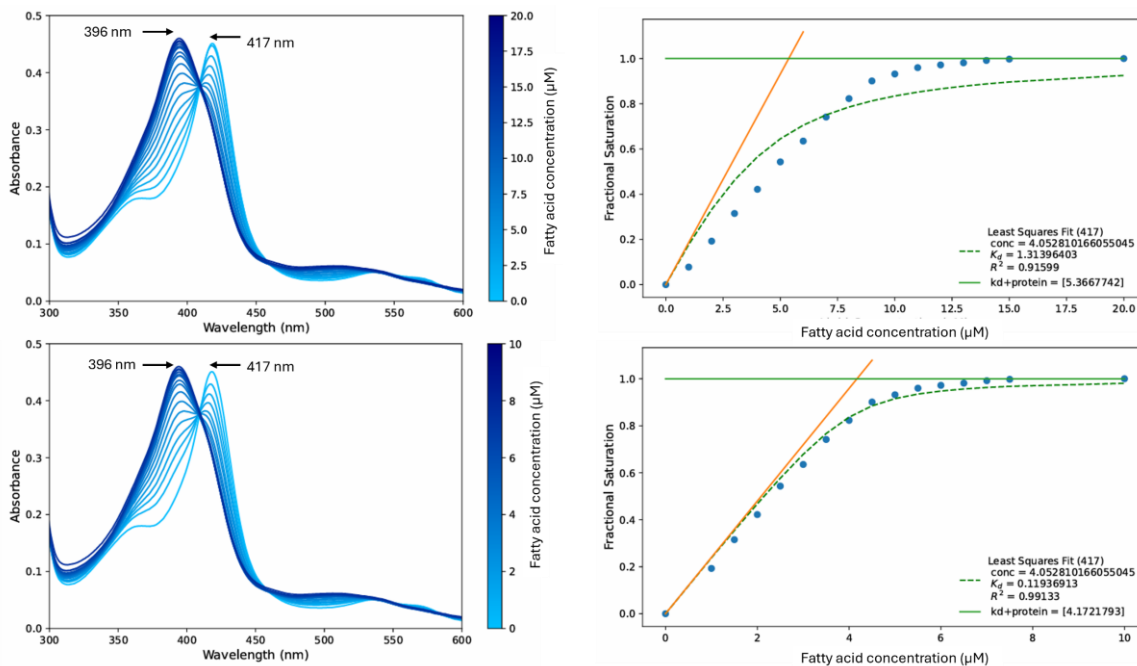 0.5
0.4
0.3
0.2
0.1
0.0
Absorbance
396 nm
417 nm
300
350
400
450
500
550
600
Wavelength (nm)
20.0
17.5
15.0
12.5
10.0
7.5
5.0
2.5
0.0
Fatty acid concentration (µM)
1.0
0.8
0.6
0.4
0.2
0.0
Fractional Saturation
Least Squares Fit (417)
conc = 4.052810166055045
Kd = 1.31396403
R² = 0.91599
kd+protein = [5.3667742]
0.0
2.5
5.0
10.0
12.5
15.0
17.5
20.0
Fatty acid concentration (µM)
0.5
0.4
0.3
0.2
0.1
0.0
Absorbance
396 nm
417 nm
300
350
400
450
500
550
600
Wavelength (nm)
10
8
6
4
2
0
Fatty acid concentration (µM)
1.0
0.8
0.6
0.4
0.2
0.0
Fractional Saturation
Least Squares Fit (417)
conc = 4.052810166055045
Kd = 0.11936913
R² = 0.99133
kd+protein = [4.1721793]
0
2
4
6
8
10
Fatty acid concentration (µM)